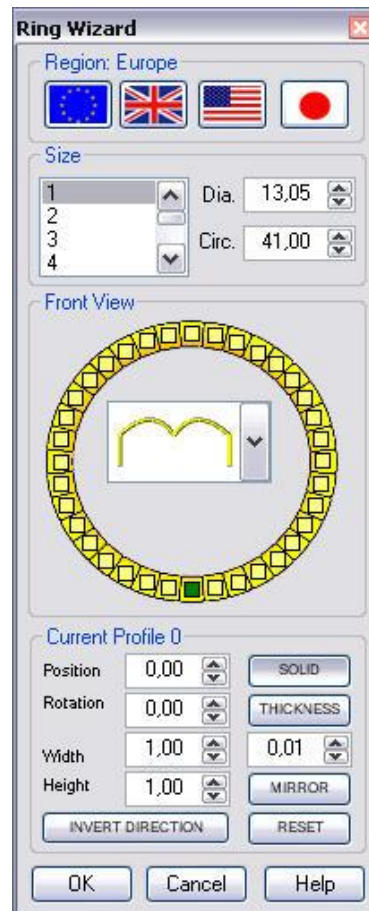 Ring Wizard
Region: Europe
Size
1
2
3
4
Dia. 13,05
Circ. 41,00
Front View
Current Profile 0
Position 0,00 SOLID
Rotation 0,00 THICKNESS
Width 1,00 0,01
Height 1,00 MIRROR
INVERT DIRECTION RESET
OK Cancel Help